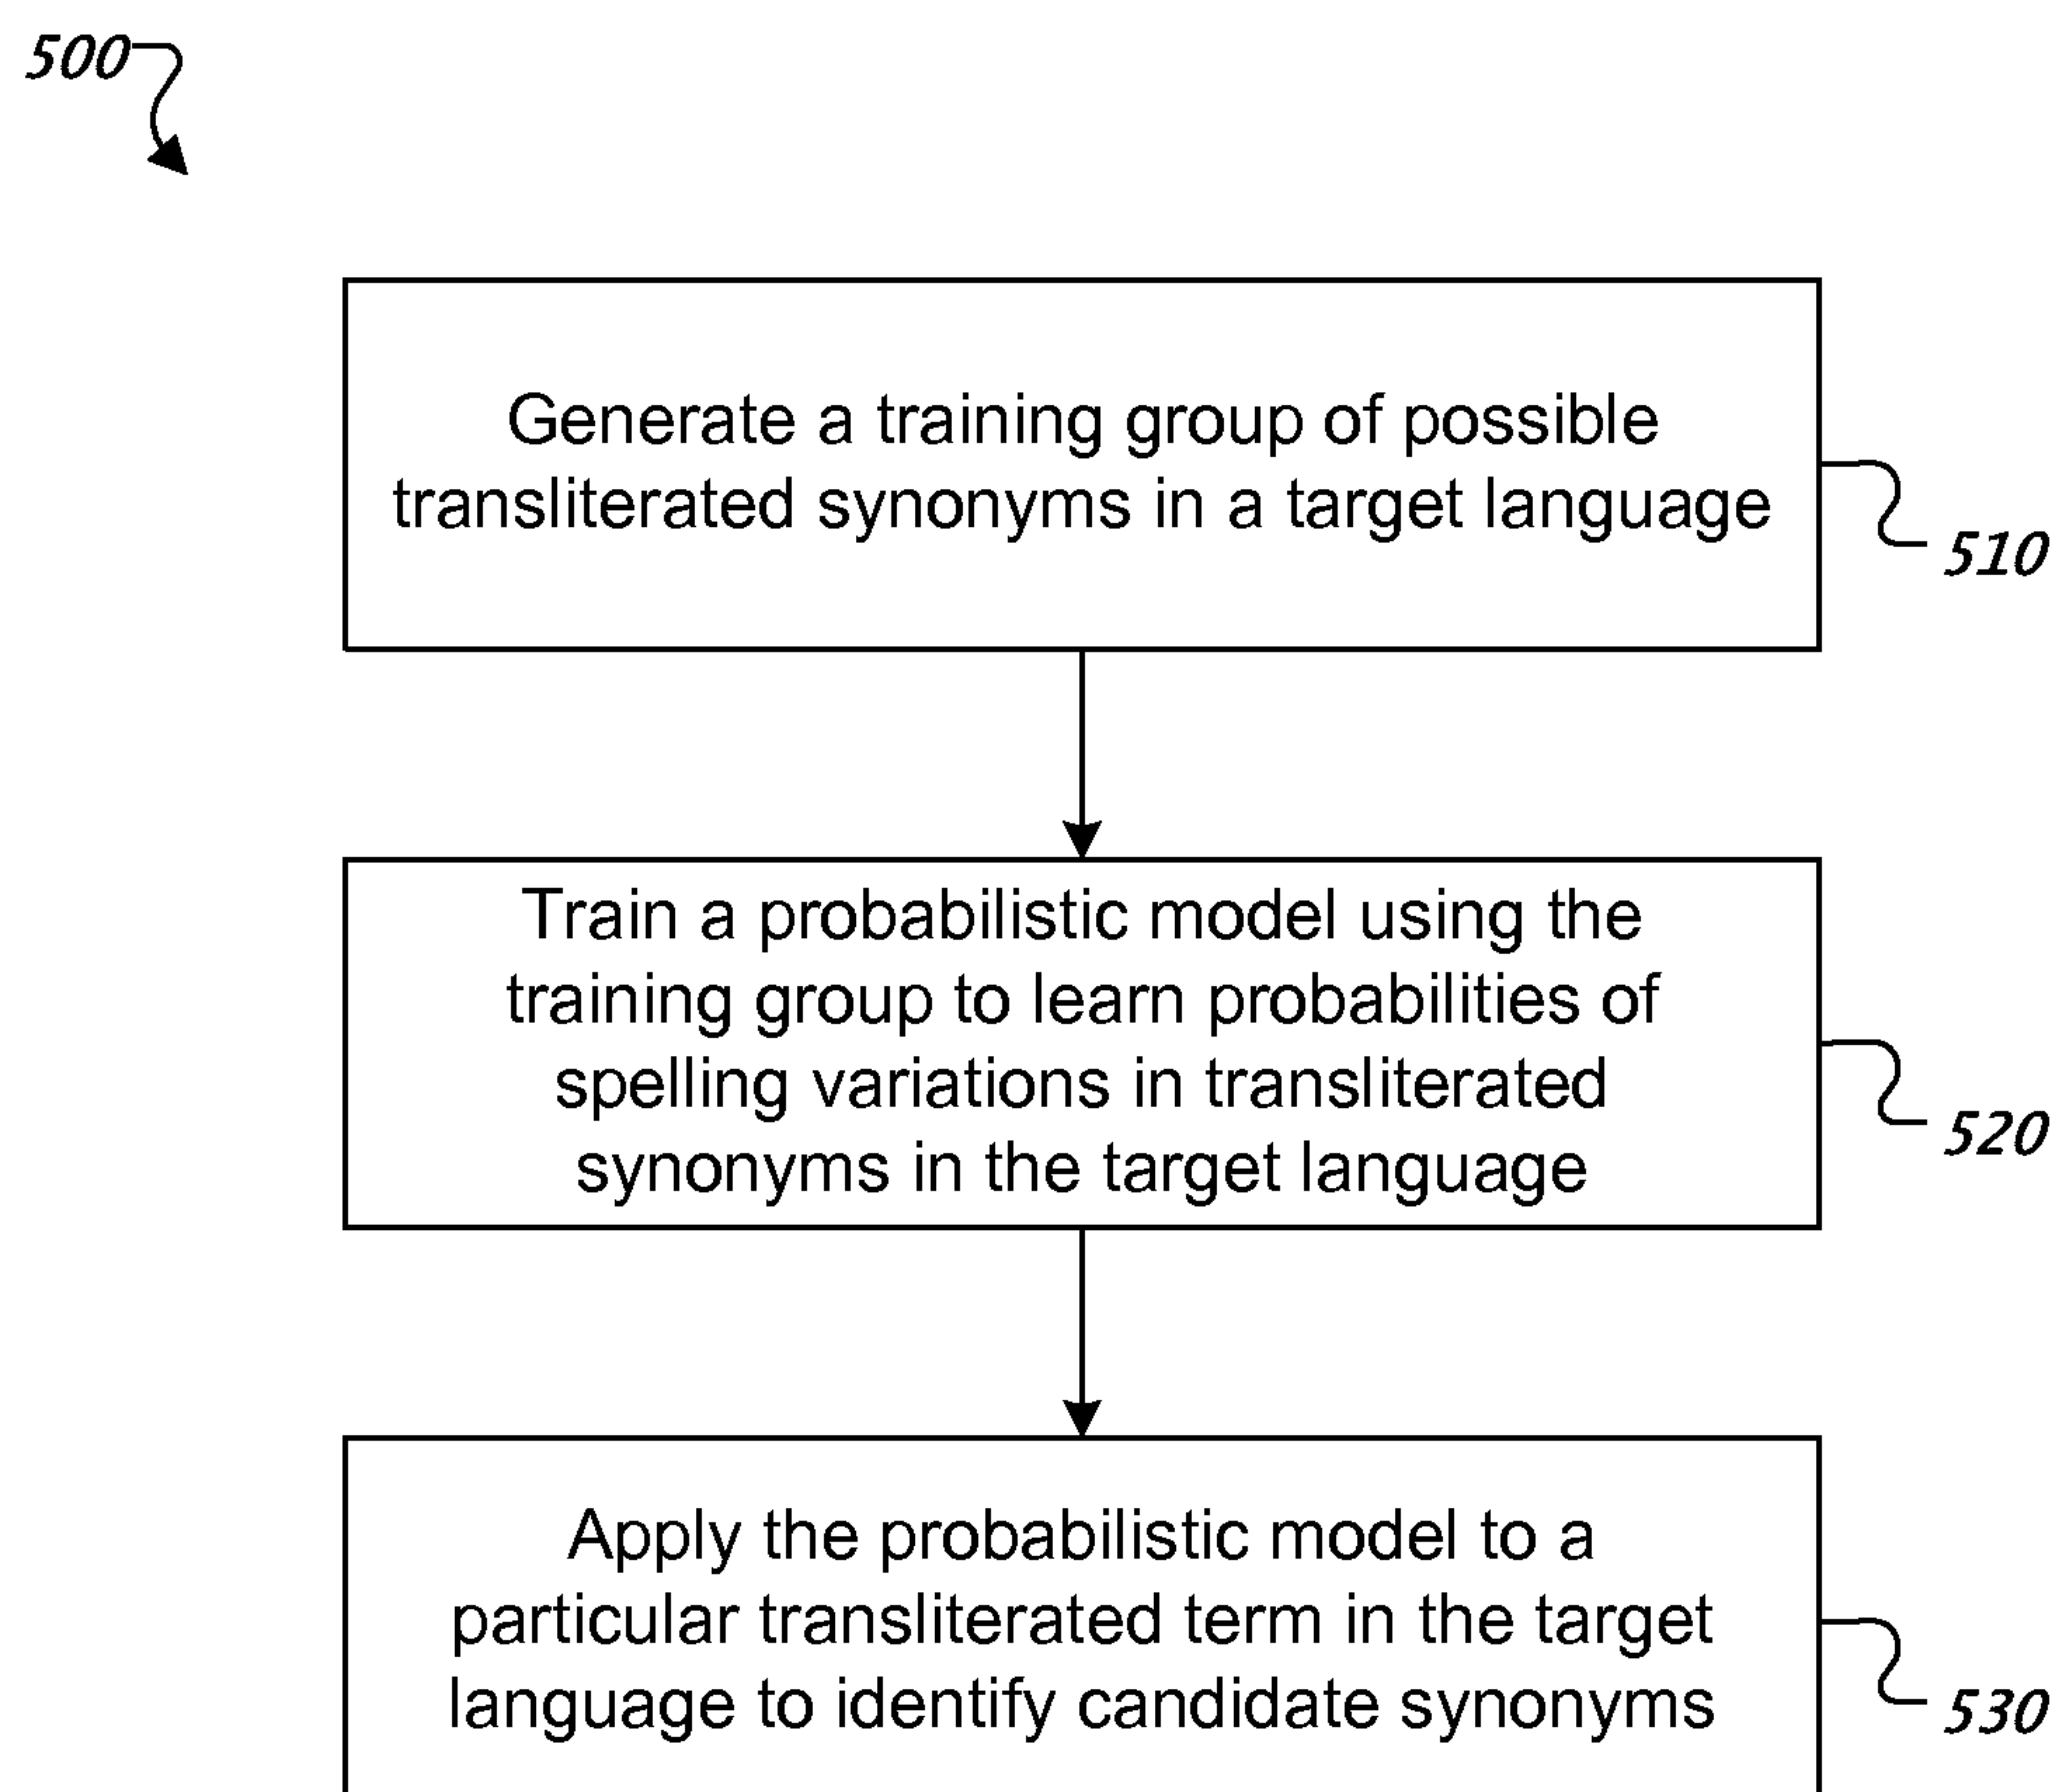 500
Generate a training group of possible
transliterated synonyms in a target language
510
Train a probabilistic model using the
training group to learn probabilities of
spelling variations in transliterated
synonyms in the target language
520
Apply the probabilistic model to a
particular transliterated term in the target
language to identify candidate synonyms
530